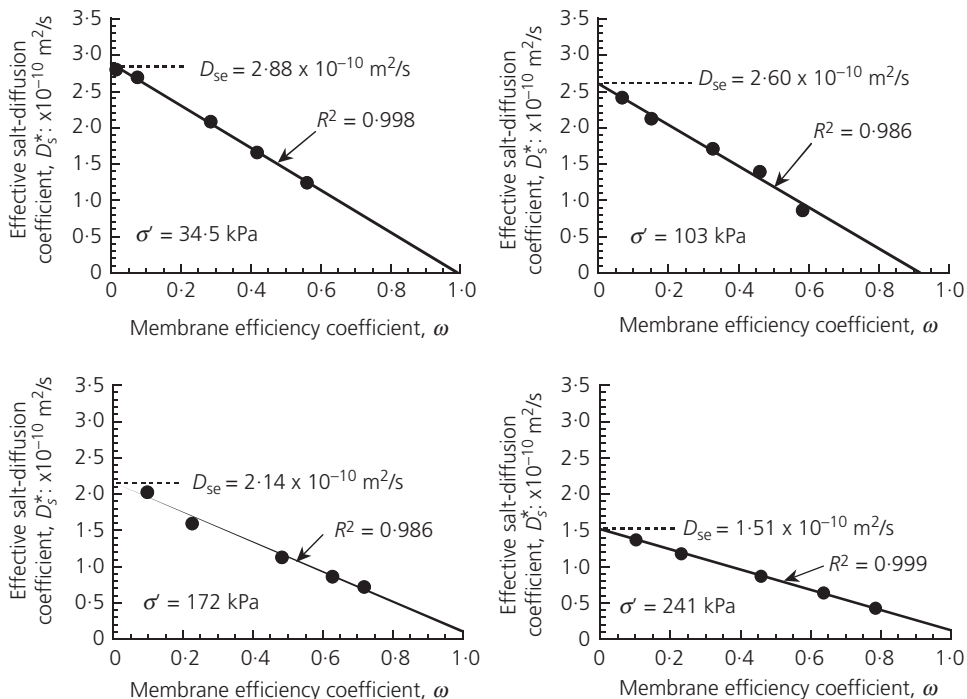 Effective salt-diffusion
coefficient, D*s: x10⁻¹⁰ m²/s
3·5
3·0
2·5
2·0
1·5
1·0
0·5
0
Dse = 2·88 x 10⁻¹⁰ m²/s
R² = 0·998
σ′ = 34·5 kPa
0 0·2 0·4 0·6 0·8 1·0
Membrane efficiency coefficient, ω
Effective salt-diffusion
coefficient, D*s: x10⁻¹⁰ m²/s
3·5
3·0
2·5
2·0
1·5
1·0
0·5
0
Dse = 2·60 x 10⁻¹⁰ m²/s
R² = 0·986
σ′ = 103 kPa
0 0·2 0·4 0·6 0·8 1·0
Membrane efficiency coefficient, ω
Effective salt-diffusion
coefficient, D*s: x10⁻¹⁰ m²/s
3·5
3·0
2·5
2·0
1·5
1·0
0·5
0
Dse = 2·14 x 10⁻¹⁰ m²/s
R² = 0·986
σ′ = 172 kPa
0 0·2 0·4 0·6 0·8 1·0
Membrane efficiency coefficient, ω
Effective salt-diffusion
coefficient, D*s: x10⁻¹⁰ m²/s
3·5
3·0
2·5
2·0
1·5
1·0
0·5
0
Dse = 1·51 x 10⁻¹⁰ m²/s
R² = 0·999
σ′ = 241 kPa
0 0·2 0·4 0·6 0·8 1·0
Membrane efficiency coefficient, ω